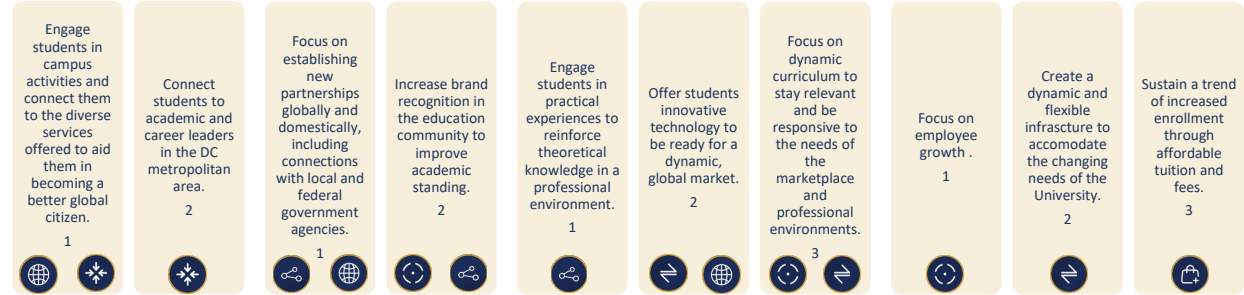 Engage
students in
campus
activities and
connect them
to the diverse
services
offered to aid
them in
becoming a
better global
citizen.
1
Connect
students to
academic and
career leaders
in the DC
metropolitan
area.
2
Focus on
establishing
new
partnerships
globally and
domestically,
including
connections
with local and
federal
government
agencies.
1
Increase brand
recognition in
the education
community to
improve
academic
standing.
2
Engage
students in
practical
experiences to
reinforce
theoretical
knowledge in a
professional
environment.
1
Offer students
innovative
technology to
be ready for a
dynamic,
global market.
2
Focus on
dynamic
curriculum to
stay relevant
and be
responsive to
the needs of
the
marketplace
and
professional
environments.
3
Focus on
employee
growth .
1
Create a
dynamic and
flexible
infrascture to
accomodate
the changing
needs of the
University.
2
Sustain a trend
of increased
enrollment
through
affordable
tuition and
fees.
3